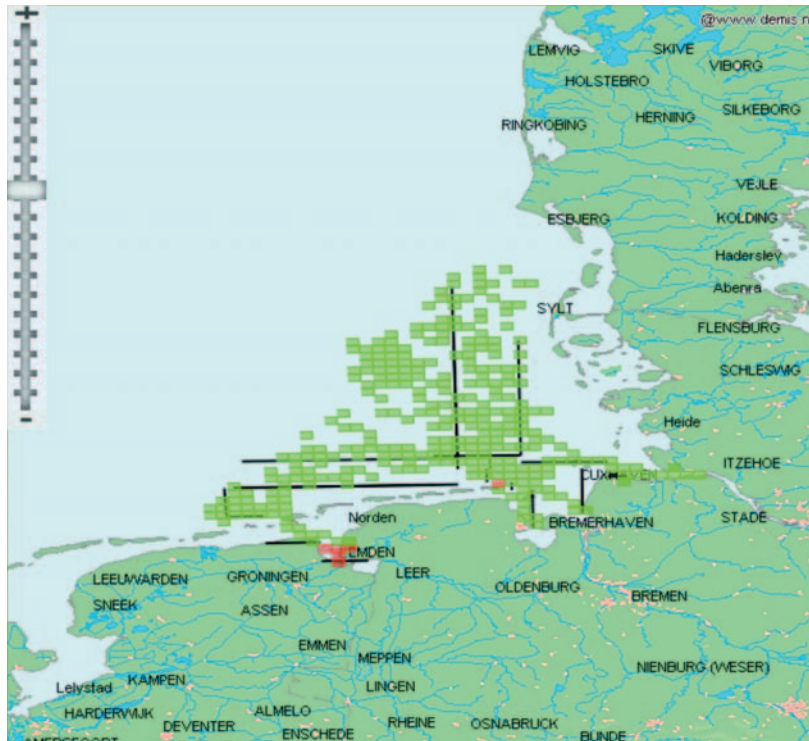 @www.demis.n
LEMVIG
SKIVE
VIBORG
HOLSTEBRO
SILKEBORG
HERNING
RINGKOBING
VEJLE
ESBJERG
KOLDING
Haderslev
Abenra
SYLT
FLENSBURG
SCHLESWIG
Heide
ITZEHOE
CUXHAVEN
Norden
STADE
BREMERHAVEN
EMDEN
LEER
LEEUWARDEN
GRONINGEN
OLDENBURG
BREMEN
SNEEK
ASSEN
EMMEN
MEPPEN
NIENBURG (WESER)
KAMPEN
Lelystad
LINGEN
HARDERWIJK
ALMELO
DEVENTER
RHEINE
OSNABRUCK
ENSCHEDE
BUNDE
AMERSFOORT